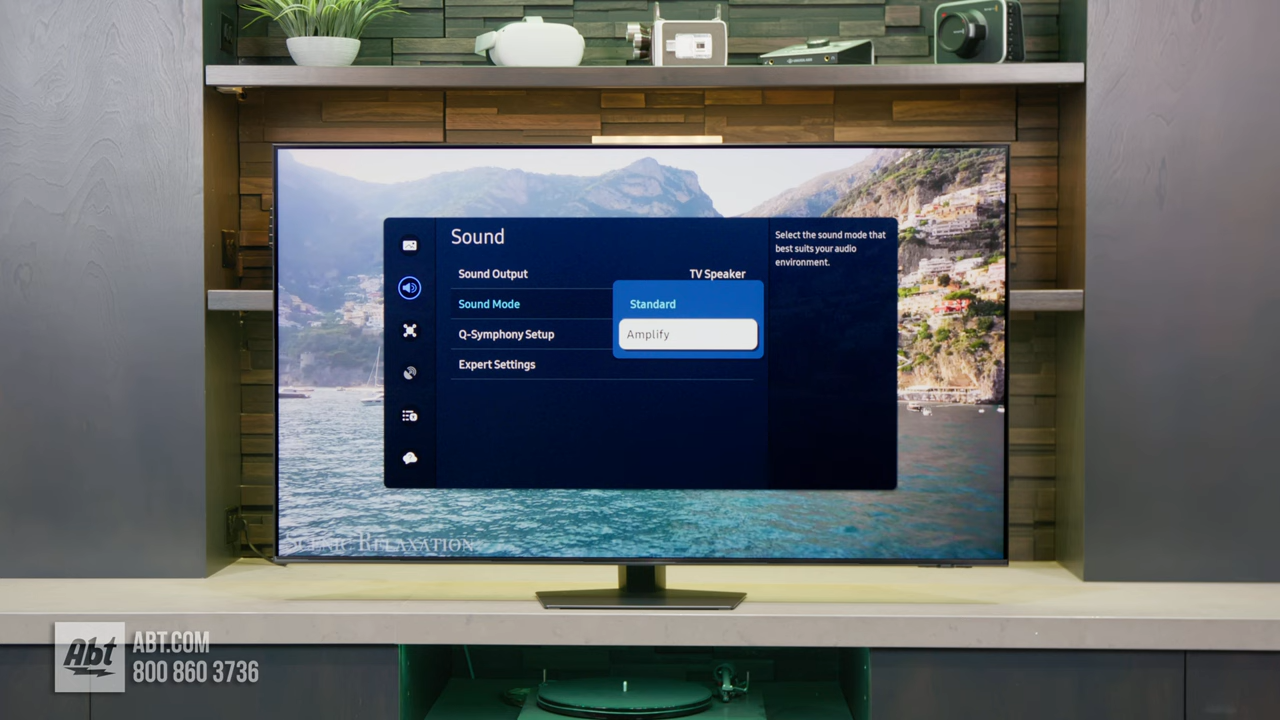 Sound
Select the sound mode that
best suits your audio
environment.
Sound Output
TV Speaker
Sound Mode
Standard
Q-Symphony Setup
Amplify
Expert Settings
SCENIC RELAXATION
Abt
ABT.COM
800 860 3736